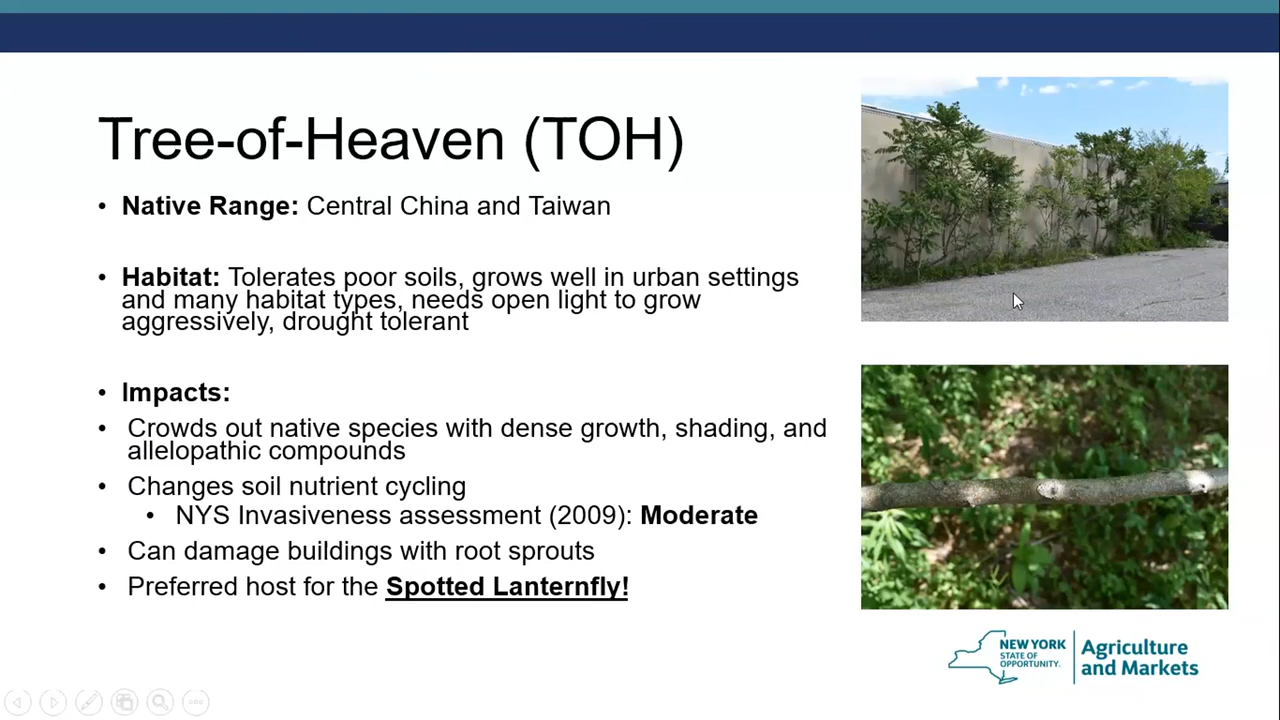 Tree-of-Heaven (TOH)
• Native Range: Central China and Taiwan
• Habitat: Tolerates poor soils, grows well in urban settings
and many habitat types, needs open light to grow
aggressively, drought tolerant
• Impacts:
• Crowds out native species with dense growth, shading, and
allelopathic compounds
• Changes soil nutrient cycling
• NYS Invasiveness assessment (2009): Moderate
• Can damage buildings with root sprouts
• Preferred host for the Spotted Lanternfly!
NEW YORK
STATE OF
OPPORTUNITY.
Agriculture
and Markets